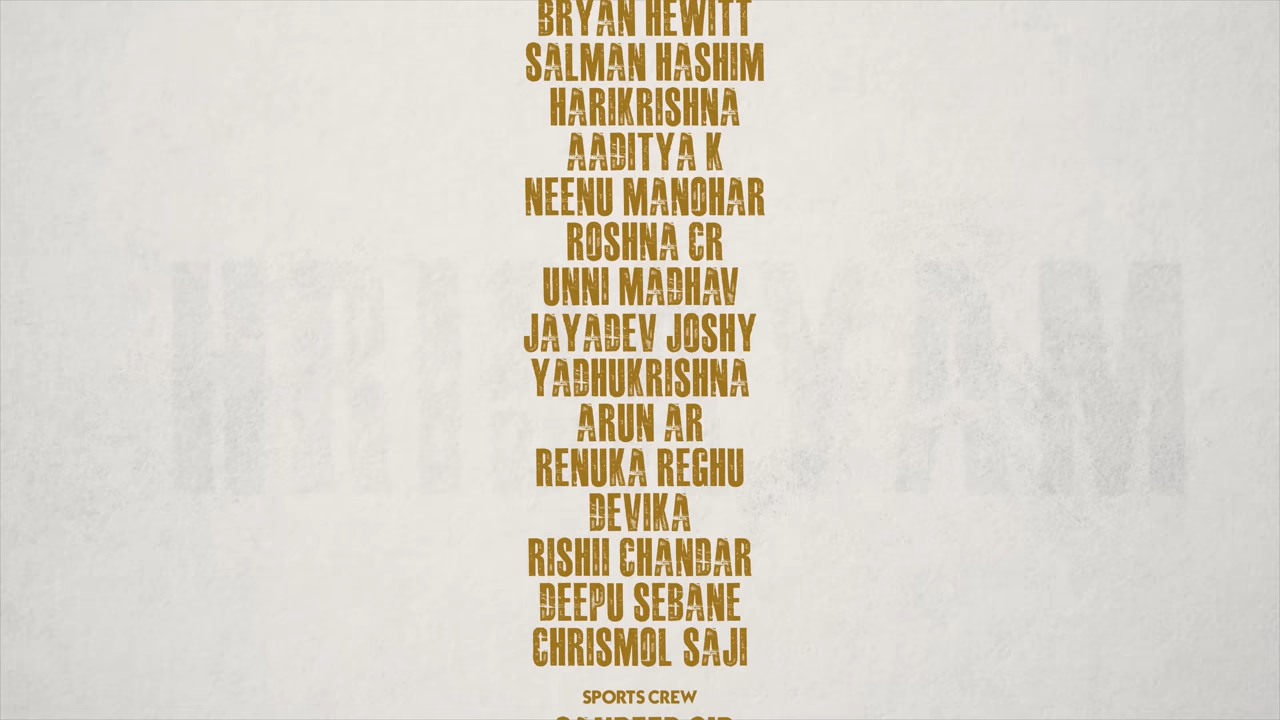 BRYAN HEWITT
SALMAN HASHIM
HARIKRISHNA
AADITYA K
NEENU MANOHAR
ROSHNA CR
UNNI MADHAV
JAYADEV JOSHY
YADHUKRISHNA
ARUN AR
RENUKA REGHU
DEVIKA
RISHII CHANDAR
DEEPU SEBANE
CHRISMOL SAJI
SPORTS CREW